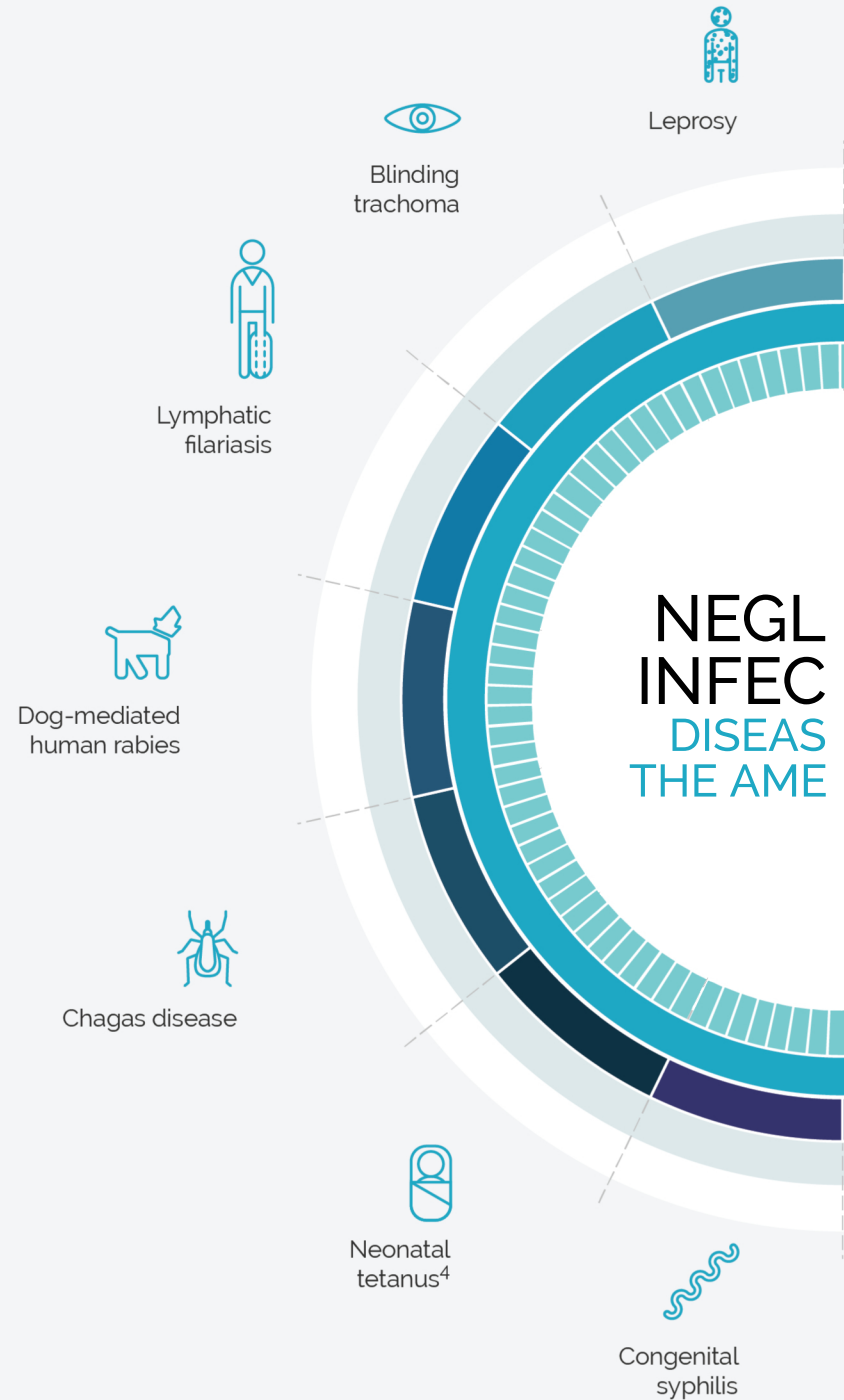 Leprosy
Blinding
trachoma
Lymphatic
filariasis
Dog-mediated
human rabies
Chagas disease
Neonatal
tetanus4
Congenital
syphilis
NEGL
INFEC
DISEAS
THE AME